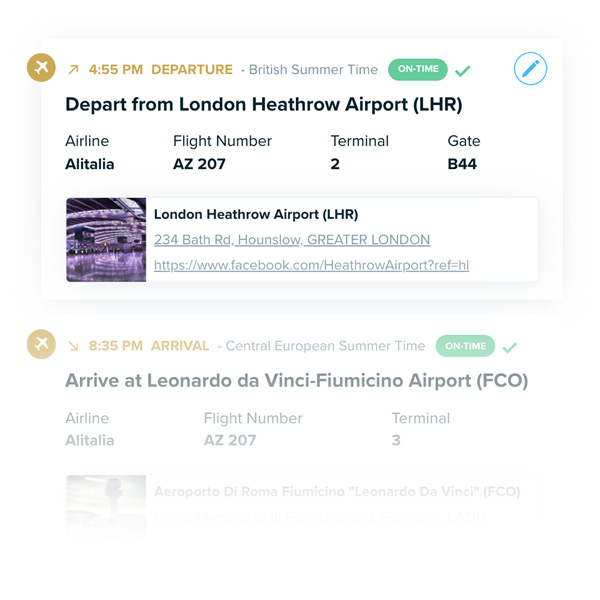 4:55 PM DEPARTURE - British Summer Time ON-TIME
Depart from London Heathrow Airport (LHR)
Airline Flight Number Terminal Gate
Alitalia AZ 207 2 B44
London Heathrow Airport (LHR)
234 Bath Rd, Hounslow, GREATER LONDON
https://www.facebook.com/HeathrowAirport?ref=hl
8:35 PM ARRIVAL - Central European Summer Time ON-TIME
Arrive at Leonardo da Vinci-Fiumicino Airport (FCO)
Airline Flight Number Terminal
Alitalia AZ 207 3
Aeroporto Di Roma Fiumicino "Leonardo Da Vinci" (FCO)